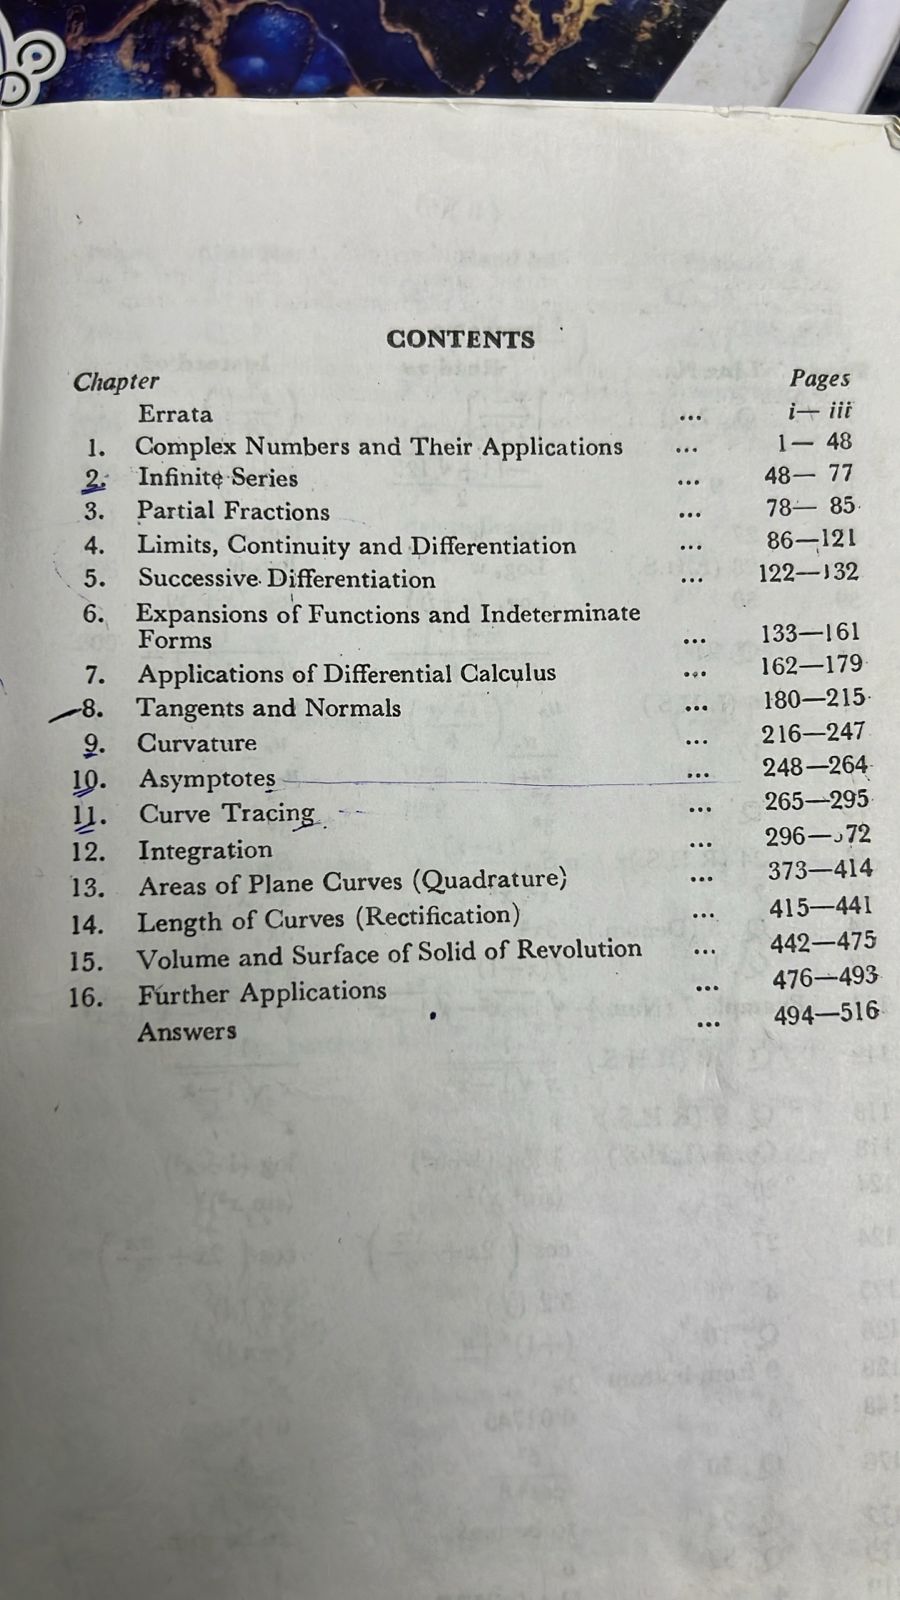 CONTENTS
Chapter Pages
Errata ... i— iii
1. Complex Numbers and Their Applications ... 1— 48
2. Infinite Series ... 48— 77
3. Partial Fractions ... 78— 85
4. Limits, Continuity and Differentiation ... 86—121
5. Successive Differentiation ... 122—132
6. Expansions of Functions and Indeterminate
Forms ... 133—161
7. Applications of Differential Calculus ... 162—179
8. Tangents and Normals ... 180—215
9. Curvature ... 216—247
10. Asymptotes ... 248—264
11. Curve Tracing ... 265—295
12. Integration ... 296—372
13. Areas of Plane Curves (Quadrature) ... 373—414
14. Length of Curves (Rectification) ... 415—441
15. Volume and Surface of Solid of Revolution ... 442—475
16. Further Applications ... 476—493
Answers ... 494—516